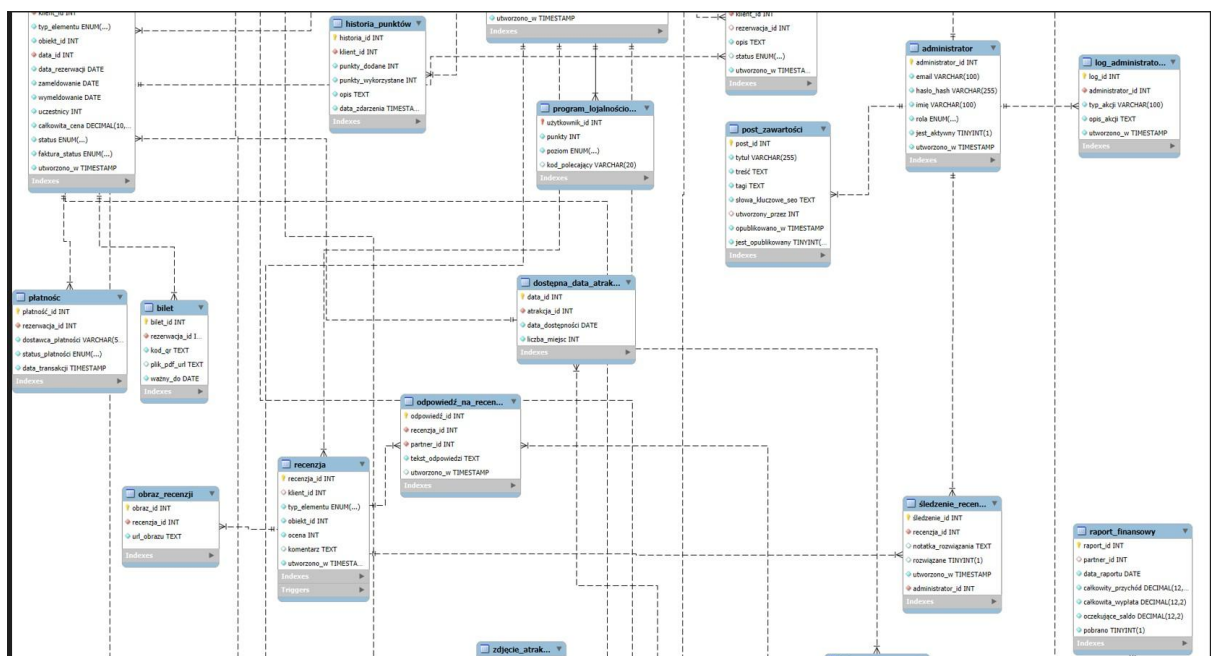 klient_id INT
typ_elementu ENUM(...)
obiekt_id INT
data_id INT
data_rezerwacji DATE
zameldowanie DATE
wymeldowanie DATE
uczestnicy INT
całkowita_cena DECIMAL(10,...
status ENUM(...)
faktura_status ENUM(...)
utworzono_w TIMESTAMP
Indexes
historia_punktów
historia_id INT
klient_id INT
punkty_dodane INT
punkty_wykorzystane INT
opis TEXT
data_zdarzenia TIMESTA...
Indexes
utworzono_w TIMESTAMP
Indexes
program_lojalnościo...
użytkownik_id INT
punkty INT
poziom ENUM(...)
kod_polecający VARCHAR(20)
Indexes
klient_id INT
rezerwacja_id INT
opis TEXT
status ENUM(...)
utworzono_w TIMESTA...
Indexes
post_zawartości
post_id INT
tytuł VARCHAR(255)
treść TEXT
tagi TEXT
słowa_kluczowe_seo TEXT
utworzony_przez INT
opublikowano_w TIMESTAMP
jest_opublikowany TINYINT(...
Indexes
administrator
administrator_id INT
email VARCHAR(100)
hasło_hash VARCHAR(255)
imię VARCHAR(100)
rola ENUM(...)
jest_aktywny TINYINT(1)
utworzono_w TIMESTAMP
Indexes
log_administrato...
log_id INT
administrator_id INT
typ_akcji VARCHAR(100)
opis_akcji TEXT
utworzono_w TIMESTAMP
Indexes
płatnośc
płatność_id INT
rezerwacja_id INT
dostawca_płatności VARCHAR(5...
status_płatności ENUM(...)
data_transakcji TIMESTAMP
Indexes
bilet
bilet_id INT
rezerwacja_id I...
kod_qr TEXT
plik_pdf_url TEXT
ważny_do DATE
Indexes
dostępna_data_atrak...
data_id INT
atrakcja_id INT
data_dostępności DATE
liczba_miejsc INT
Indexes
odpowiedź_na_recen...
odpowiedź_id INT
recenzja_id INT
partner_id INT
tekst_odpowiedzi TEXT
utworzono_w TIMESTAMP
Indexes
recenzja
recenzja_id INT
klient_id INT
typ_elementu ENUM(...)
obiekt_id INT
ocena INT
komentarz TEXT
utworzono_w TIMESTA...
Indexes
Triggers
obraz_recenzji
obraz_id INT
recenzja_id INT
url_obrazu TEXT
Indexes
śledzenie_recen...
śledzenie_id INT
recenzja_id INT
notatka_rozwiązania TEXT
rozwiązane TINYINT(1)
utworzono_w TIMESTAMP
administrator_id INT
Indexes
raport_finansowy
raport_id INT
partner_id INT
data_raportu DATE
całkowity_przychód DECIMAL(12,...
całkowita_wypłata DECIMAL(12,2)
oczekujące_saldo DECIMAL(12,2)
pobrano TINYINT(1)
Indexes
zdjęcie_atrak...